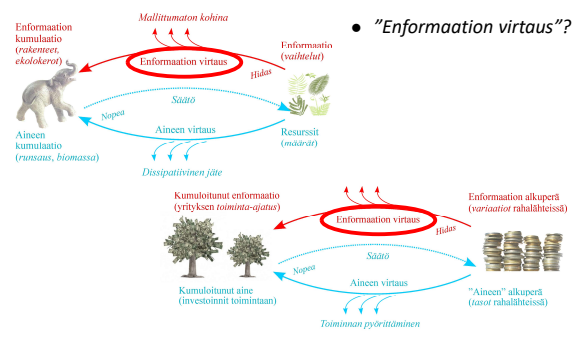 • ”Enformaation virtaus”?
Mallittumaton kohina
Enformaation
kumulaatio
(rakenteet,
ekolokerot)
Enformaatio
(vaihtelut)
Enformaation virtaus
Hidas
Säätö
Nopea
Aineen virtaus
Aineen
kumulaatio
(runsaus, biomassa)
Resurssit
(määrät)
Dissipatiivinen jäte
Kumuloitunut enformaatio
(yrityksen toiminta-ajatus)
Enformaation alkuperä
(variaatiot rahalähteissä)
Enformaation virtaus
Hidas
Säätö
Nopea
Aineen virtaus
Kumuloitunut aine
(investoinnit toimintaan)
”Aineen” alkuperä
(tasot rahalähteissä)
Toiminnan pyörittäminen